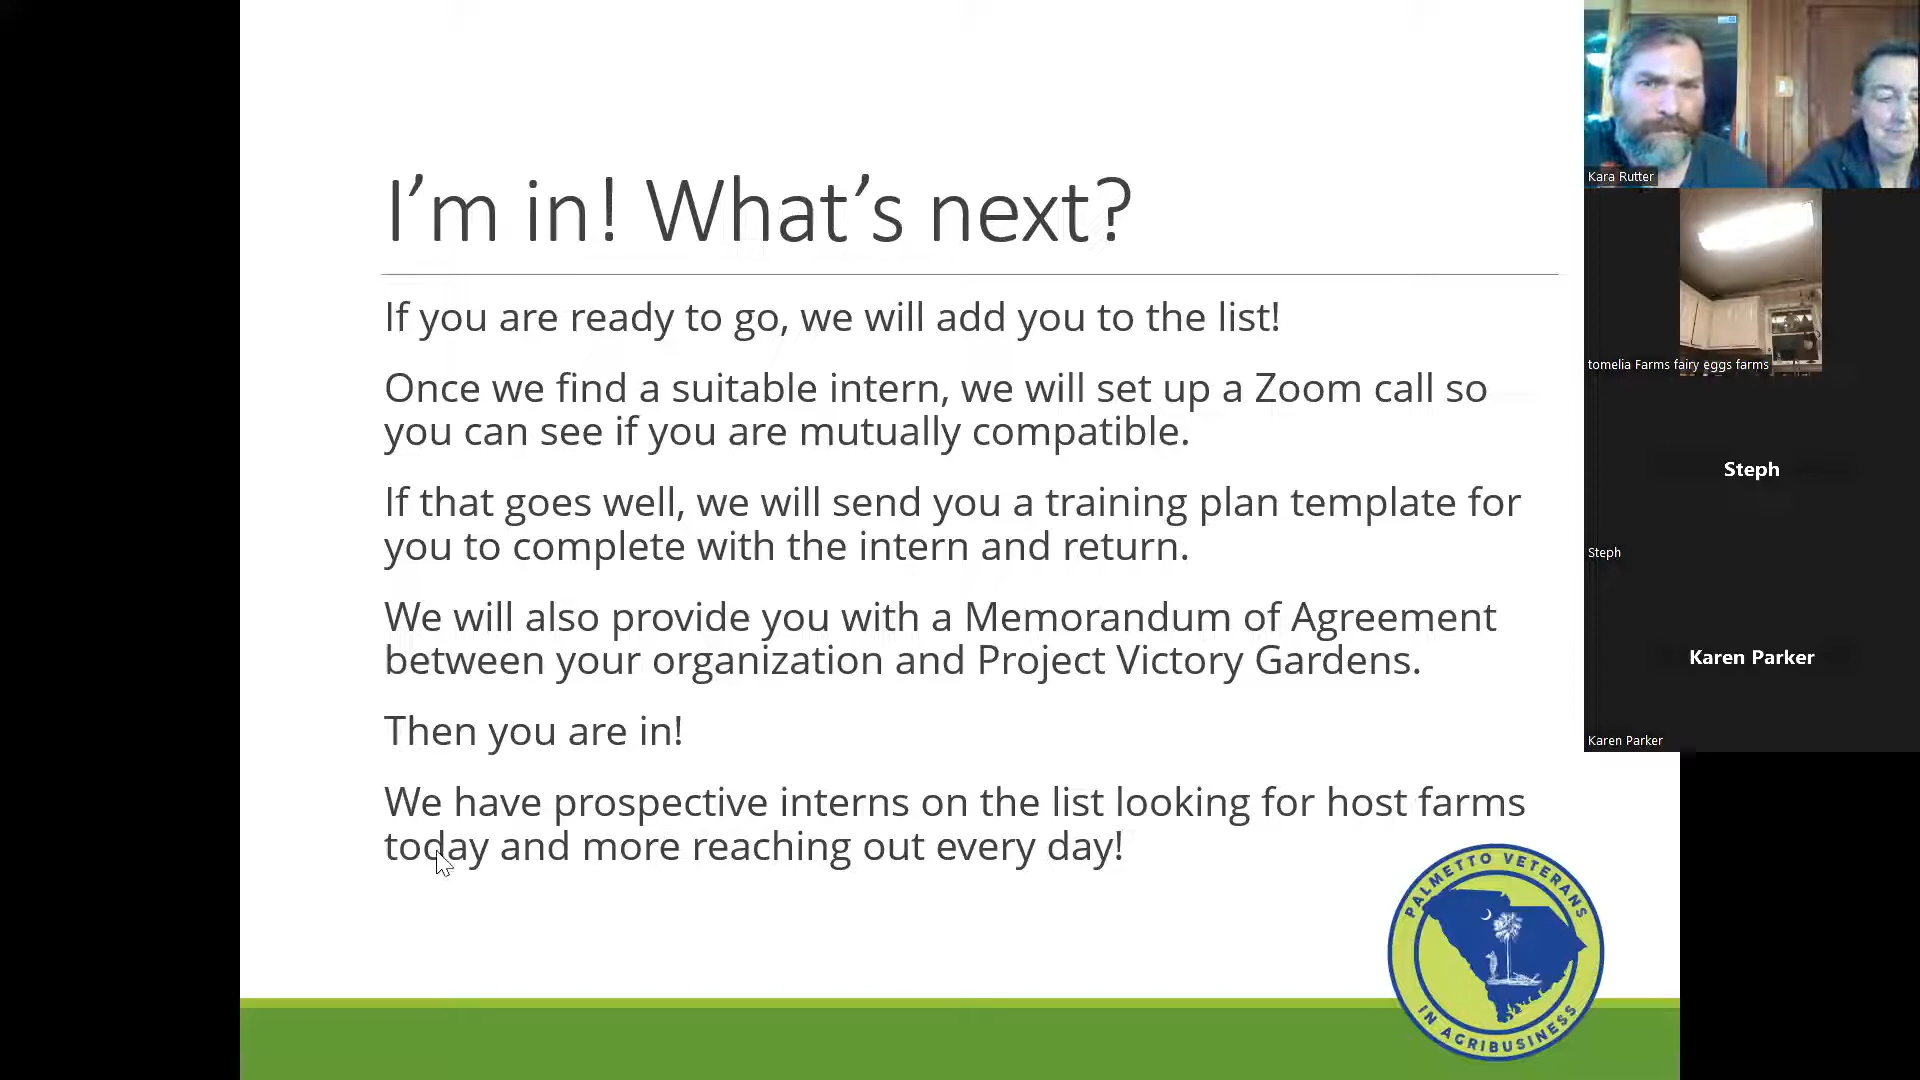 I’m in! What’s next?
If you are ready to go, we will add you to the list!
Once we find a suitable intern, we will set up a Zoom call so
you can see if you are mutually compatible.
If that goes well, we will send you a training plan template for
you to complete with the intern and return.
We will also provide you with a Memorandum of Agreement
between your organization and Project Victory Gardens.
Then you are in!
We have prospective interns on the list looking for host farms
today and more reaching out every day!
PALMETTO VETERANS
IN AGRIBUSINESS
Kara Rutter
tomelia Farms fairy eggs farms
Steph
Steph
Karen Parker
Karen Parker